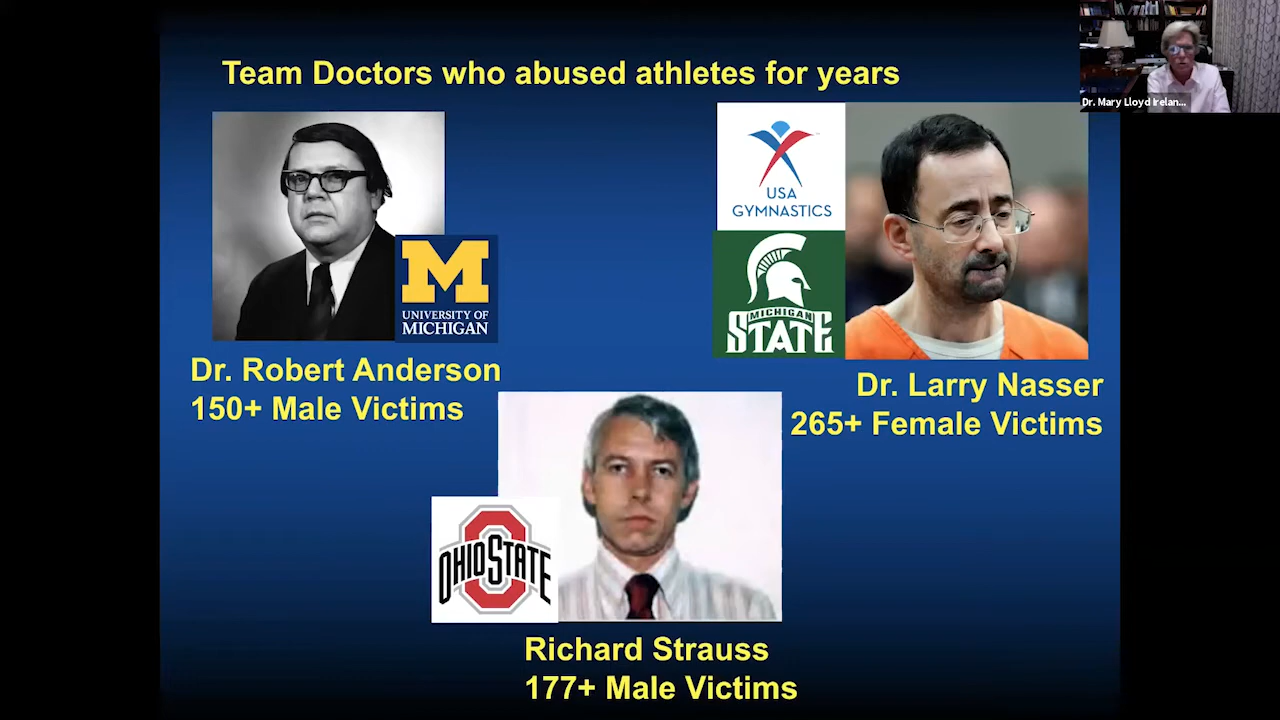 Team Doctors who abused athletes for years
Dr. Mary Lloyd Irelan...
USA
GYMNASTICS
M
UNIVERSITY OF
MICHIGAN
MICHIGAN
STATE
Dr. Robert Anderson
150+ Male Victims
Dr. Larry Nasser
265+ Female Victims
OHIO STATE
Richard Strauss
177+ Male Victims